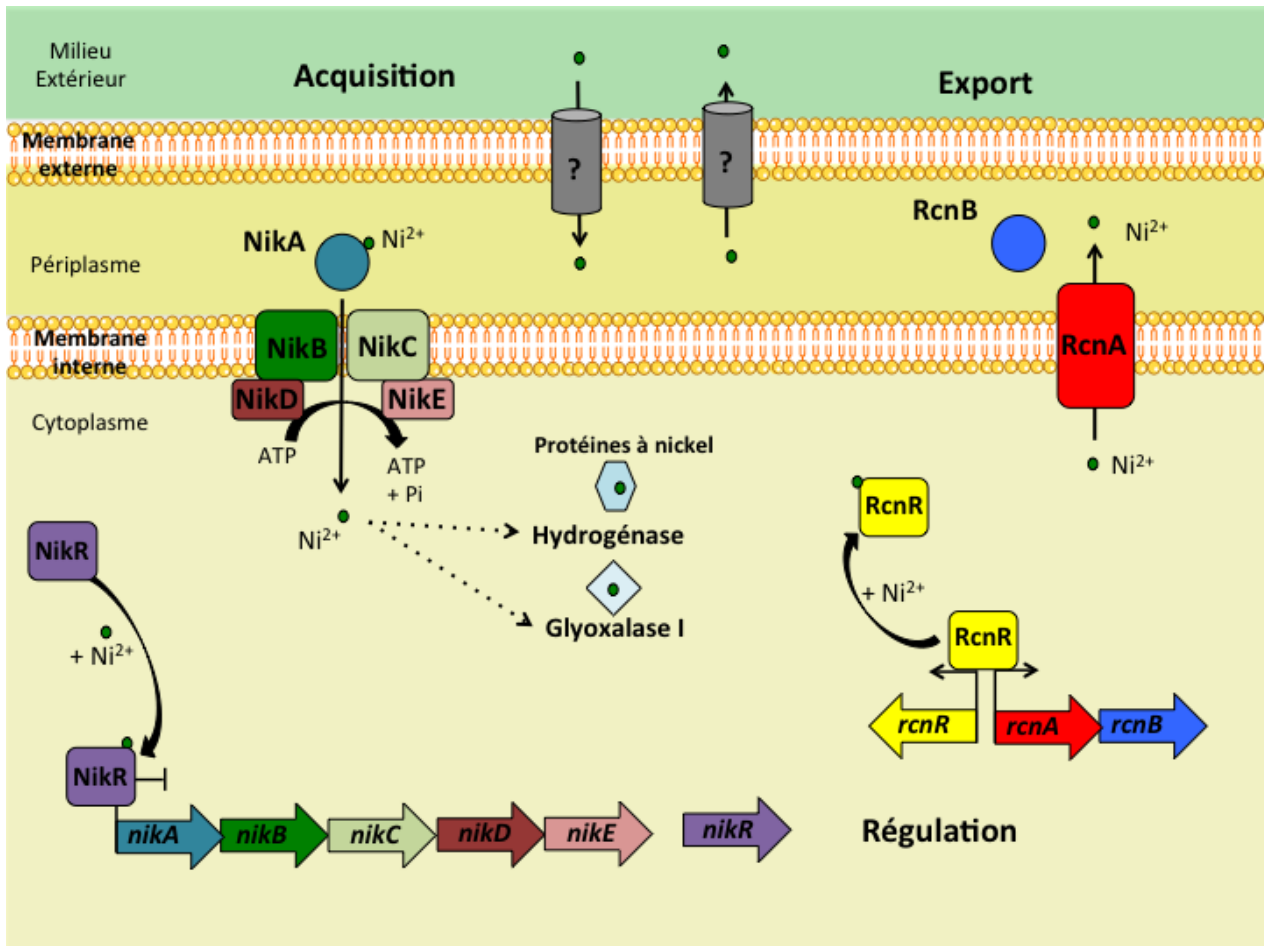 Milieu
Extérieur
Acquisition
Export
Membrane
externe
?
?
RcnB
NikA
Ni2+
Ni2+
Périplasme
Membrane
interne
NikB
NikC
RcnA
NikD
NikE
Cytoplasme
ATP
ATP
+ Pi
Protéines à nickel
Ni2+
RcnR
Ni2+
Hydrogénase
NikR
+ Ni2+
Glyoxalase I
RcnR
+ Ni2+
rcnR
rcnA
rcnB
NikR
nikA
nikB
nikC
nikD
nikE
nikR
Régulation